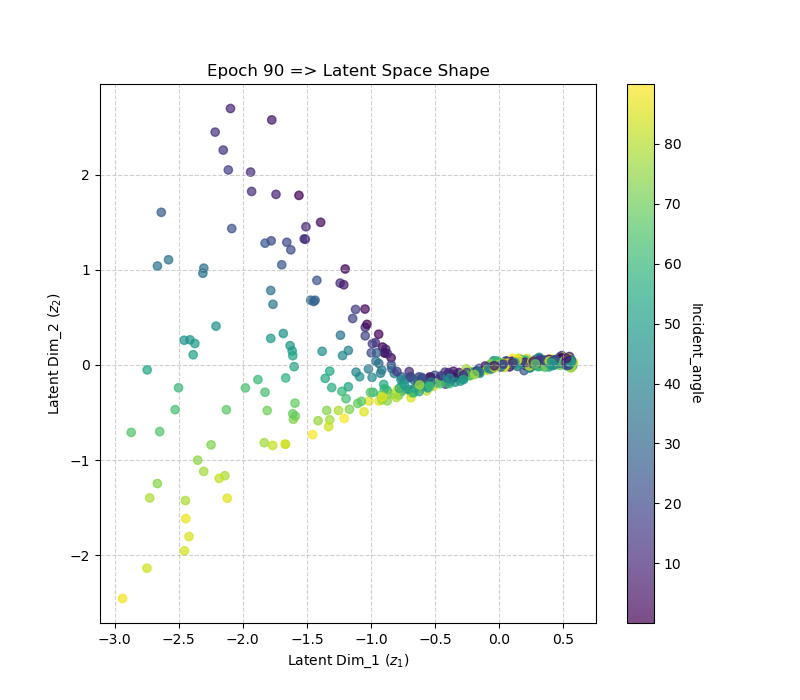 Epoch 90 => Latent Space Shape
Latent Dim_2 (z₂)
2
1
0
−1
−2
−3.0 −2.5 −2.0 −1.5 −1.0 −0.5 0.0 0.5
Latent Dim_1 (z₁)
80
70
60
50
40
30
20
10
Incident_angle